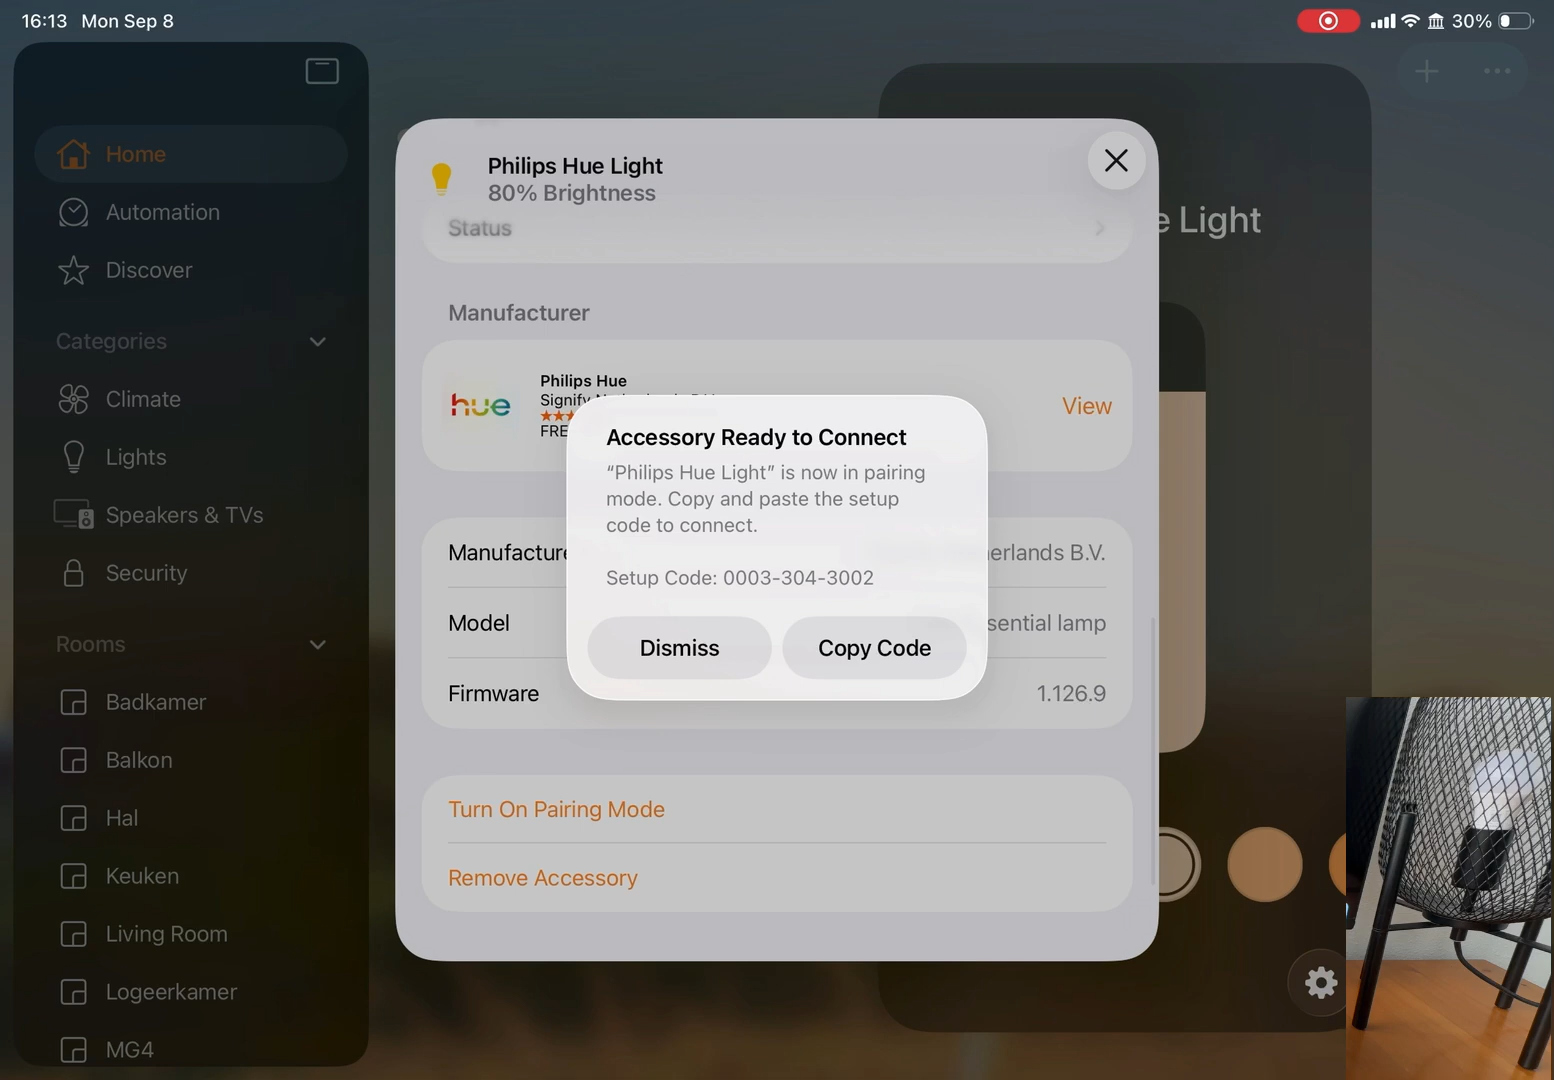 16:13 Mon Sep 8
30%
Home
Automation
Discover
Categories
Climate
Lights
Speakers & TVs
Security
Rooms
Badkamer
Balkon
Hal
Keuken
Living Room
Logeerkamer
MG4
Philips Hue Light
80% Brightness
Status
e Light
Manufacturer
hue
Philips Hue
Signify
FRE
View
Accessory Ready to Connect
“Philips Hue Light” is now in pairing
mode. Copy and paste the setup
code to connect.
Setup Code: 0003-304-3002
Dismiss
Copy Code
Manufacture
erlands B.V.
Model
sential lamp
Firmware
1.126.9
Turn On Pairing Mode
Remove Accessory